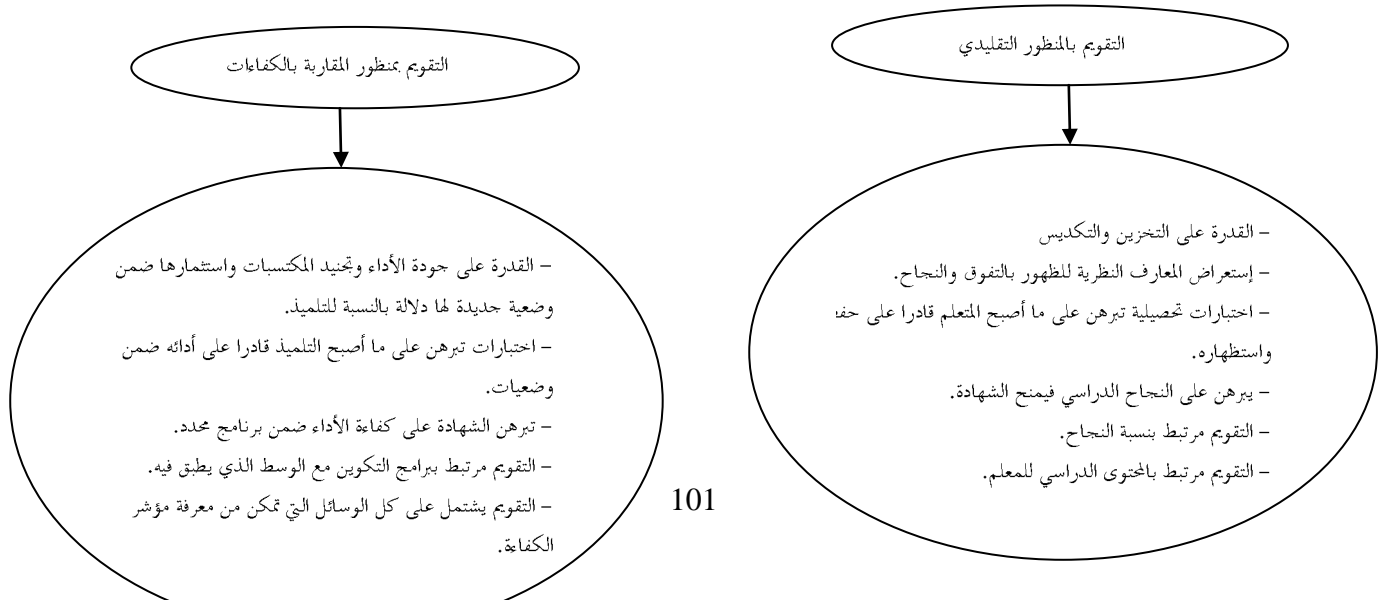 التقويم بالمنظور التقليدي
- القدرة على التخزين والتكديس
- إستعراض المعارف النظرية للظهور بالتفوق والنجاح.
- اختبارات تحصيلية تبرهن على ما أصبح المتعلم قادرا على
واستظهاره.
- يبرهن على النجاح الدراسي فيمنح الشهادة.
- التقويم مرتبط بنسبة النجاح.
- التقويم مرتبط بالمحتوى الدراسي للمعلم.
التقويم بمنظور المقاربة بالكفاءات
- القدرة على جودة الأداء وتجنيد المكتسبات واستثمارها ضمن
وضعية جديدة لها دلالة بالنسبة للتلميذ.
- اختبارات تبرهن على ما أصبح التلميذ قادرا على أدائه ضمن
وضعيات.
- تبرهن الشهادة على كفاءة الأداء ضمن برنامج محدد.
- التقويم مرتبط ببرامج التكوين مع الوسط الذي يطبق فيه.
- التقويم يشتمل على كل الوسائل التي تمكن من معرفة مؤشر
الكفاءة.
101